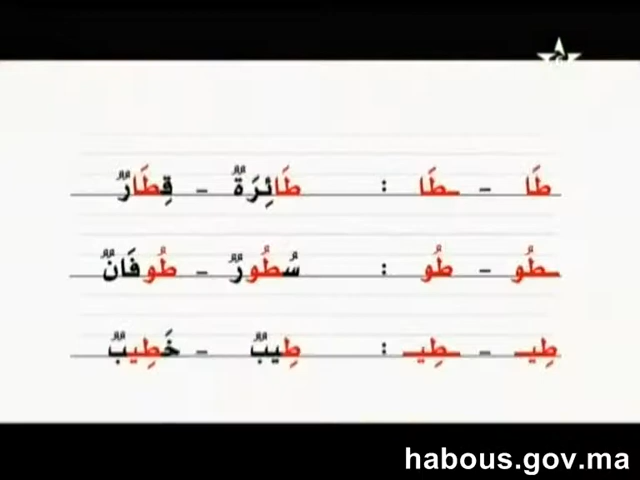 طَا - ـطَا : طَائِرَةٌ - قِطَارٌ
ـطُو - طُو : سُطُورٌ - طُوفَانٌ
طِيـ - ـطِيـ : طِيبٌ - خَطِيبٌ
habous.gov.ma